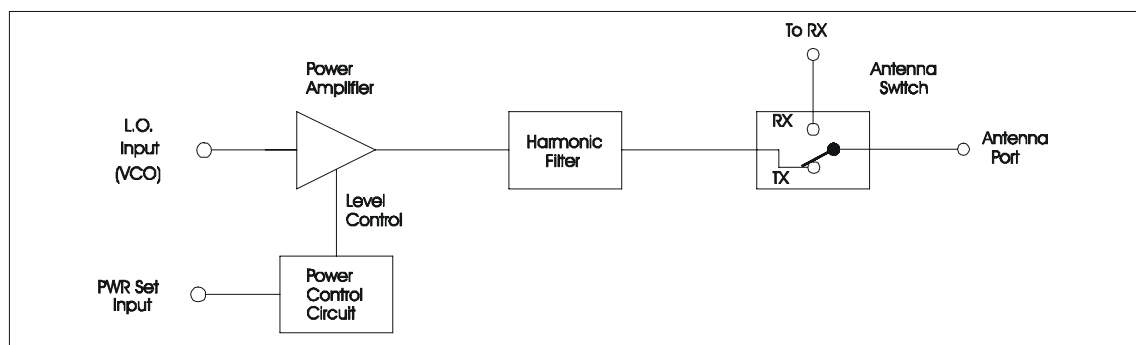 To RX
Power
Amplifier
Antenna
Switch
L.O.
Input
(VCO)
Harmonic
Filter
RX
TX
Antenna
Port
Level
Control
PWR Set
Input
Power
Control
Circuit